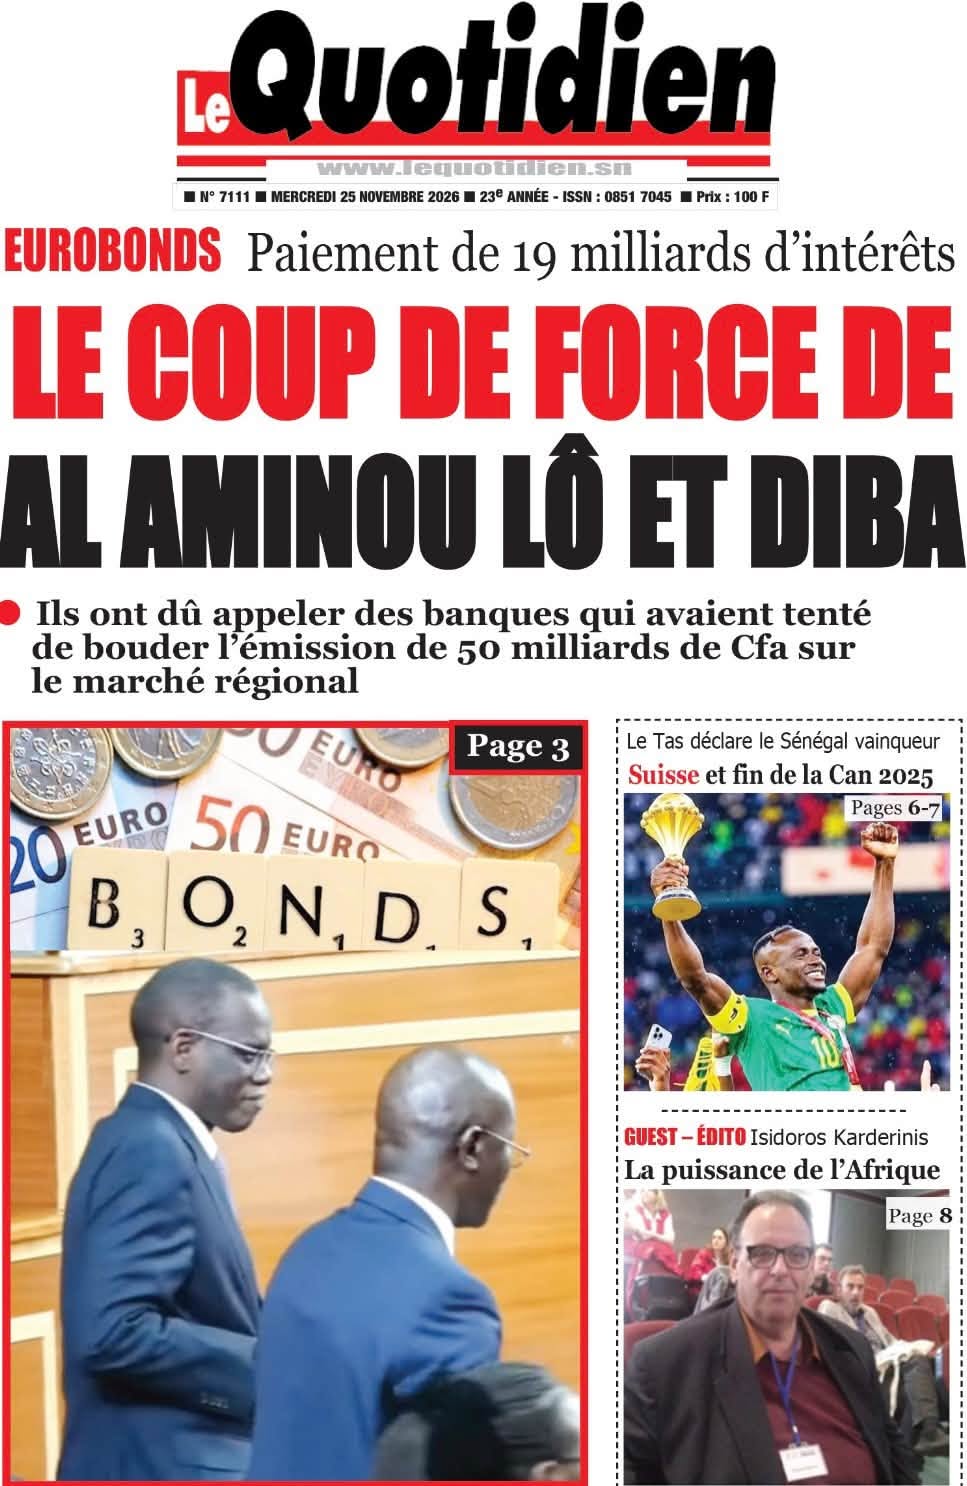 Le Quotidien
www.lequotidien.sn
■ N° 7111 ■ MERCREDI 25 NOVEMBRE 2026 ■ 23e ANNÉE - ISSN : 0851 7045 ■ Prix : 100 F
EUROBONDS Paiement de 19 milliards d’intérêts
LE COUP DE FORCE DE
AL AMINOU LÔ ET DIBA
● Ils ont dû appeler des banques qui avaient tenté
de bouder l’émission de 50 milliards de Cfa sur
le marché régional
Page 3
EURO
20 EURO
50 EURO
B3 O2 N1 D S1
Le Tas déclare le Sénégal vainqueur
Suisse et fin de la Can 2025
Pages 6-7
10
GUEST – ÉDITO Isidoros Karderinis
La puissance de l’Afrique
Page 8